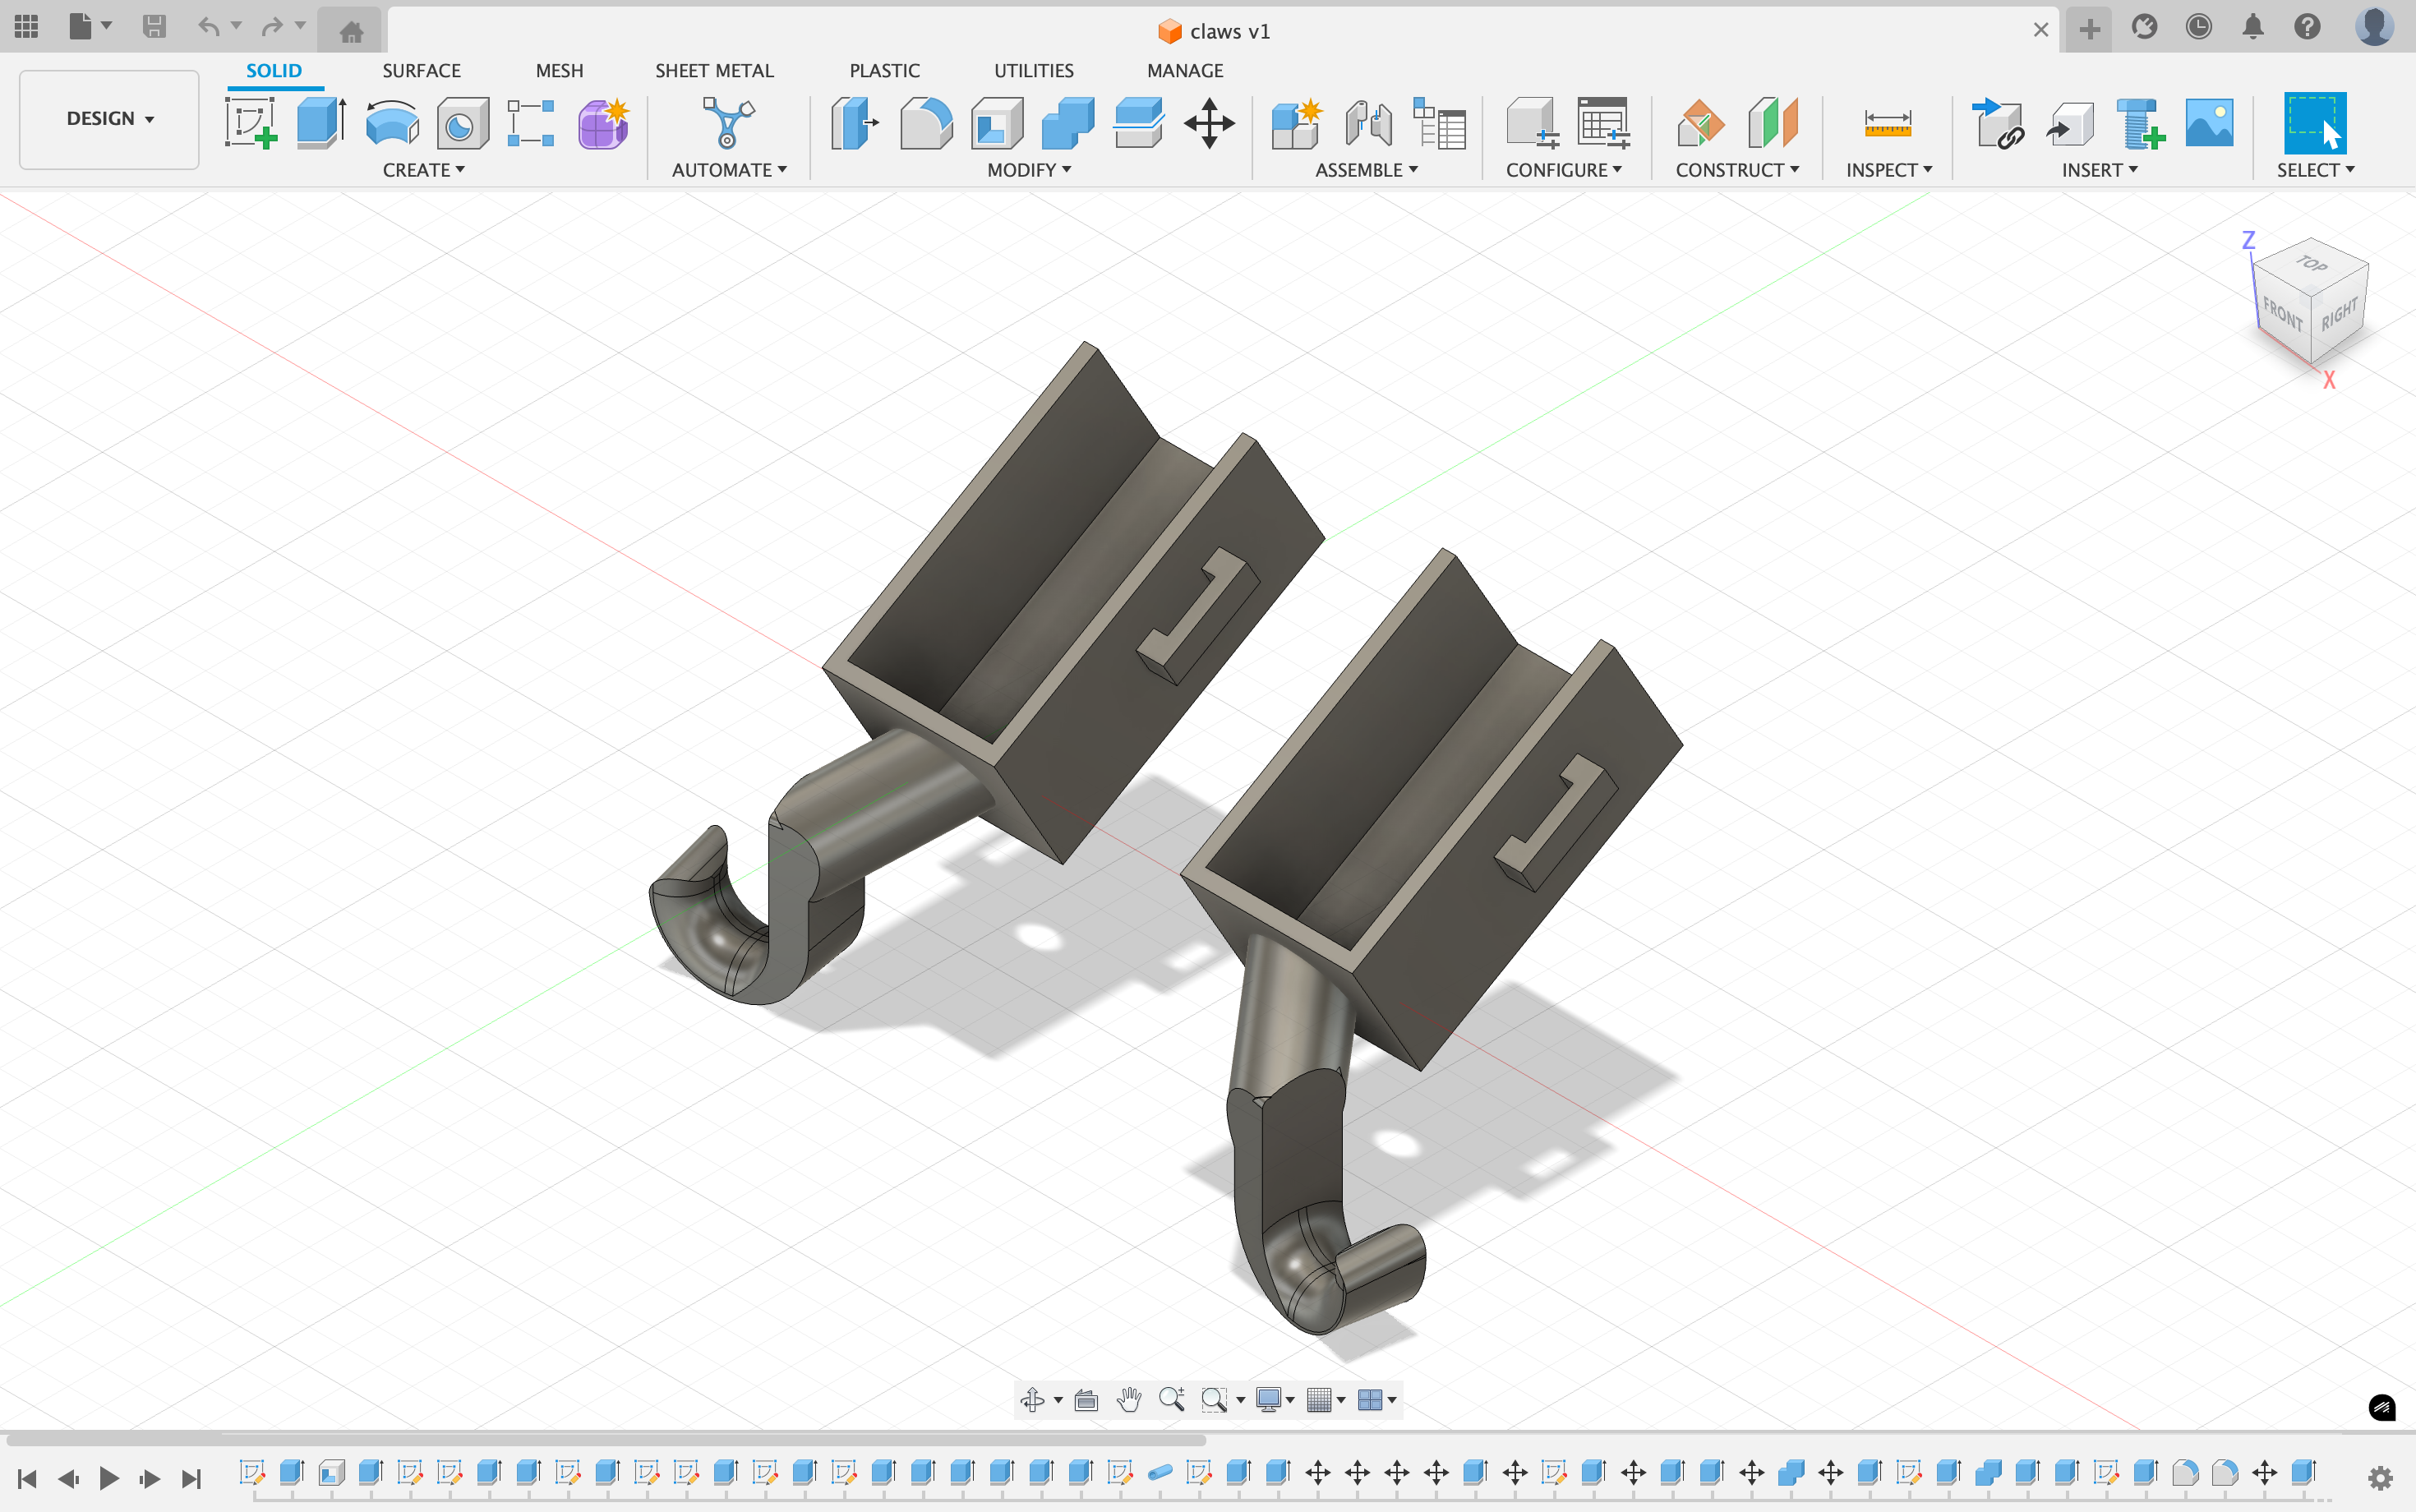 claws v1
SOLID SURFACE MESH SHEET METAL PLASTIC UTILITIES MANAGE
DESIGN
CREATE AUTOMATE MODIFY ASSEMBLE CONFIGURE CONSTRUCT INSPECT INSERT SELECT
Z
TOP
FRONT RIGHT
X